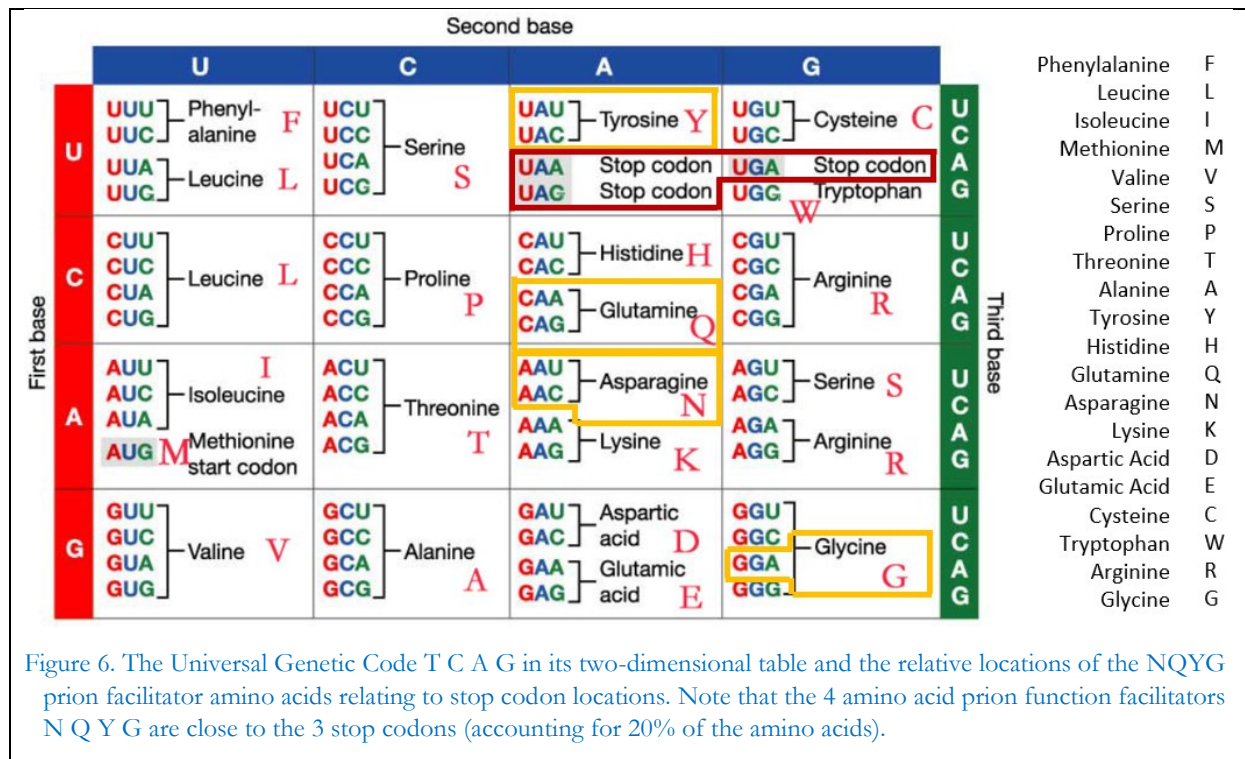 Second base
U C A G
First base
U
UUU
UUC
Phenyl-
alanine F
UUA
UUG
Leucine L
UCU
UCC
UCA
UCG
Serine
S
UAU
UAC
Tyrosine Y
UAA Stop codon
UAG Stop codon
UGU
UGC
Cysteine C
UGA Stop codon
UGG Tryptophan
W
U
C
A
G
C
CUU
CUC
CUA
CUG
Leucine L
CCU
CCC
CCA
CCG
Proline
P
CAU
CAC
Histidine H
CAA
CAG
Glutamine
Q
CGU
CGC
CGA
CGG
Arginine
R
U
C
A
G
A
AUU
AUC
AUA
I
Isoleucine
AUG M Methionine
start codon
ACU
ACC
ACA
ACG
Threonine
T
AAU
AAC
Asparagine
N
AAA
AAG
Lysine
K
AGU
AGC
Serine S
AGA
AGG
Arginine
R
U
C
A
G
G
GUU
GUC
GUA
GUG
Valine V
GCU
GCC
GCA
GCG
Alanine
A
GAU
GAC
Aspartic
acid D
GAA
GAG
Glutamic
acid E
GGU
GGC
GGA
GGG
Glycine
G
U
C
A
G
Third base
Phenylalanine F
Leucine L
Isoleucine I
Methionine M
Valine V
Serine S
Proline P
Threonine T
Alanine A
Tyrosine Y
Histidine H
Glutamine Q
Asparagine N
Lysine K
Aspartic Acid D
Glutamic Acid E
Cysteine C
Tryptophan W
Arginine R
Glycine G
Figure 6. The Universal Genetic Code T C A G in its two-dimensional table and the relative locations of the NQYG
prion facilitator amino acids relating to stop codon locations. Note that the 4 amino acid prion function facilitators
N Q Y G are close to the 3 stop codons (accounting for 20% of the amino acids).